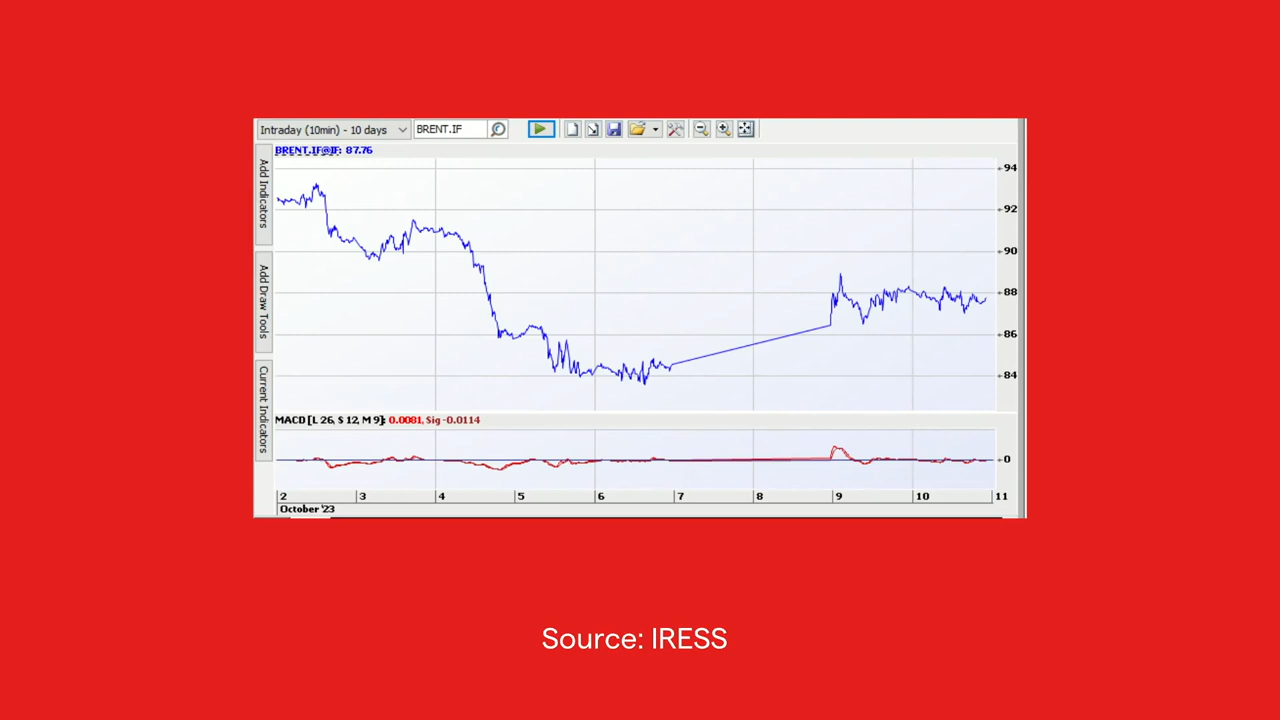 Intraday (10min) - 10 days BRENT.IF
BRENT.IF@IF: 87.76
Add Indicators
Add Draw Tools
Current Indicators
94
92
90
88
86
84
MACD [L 26, S 12, M 9]: 0.0081, Sig -0.0114
0
2 3 4 5 6 7 8 9 10 11
October '23
Source: IRESS